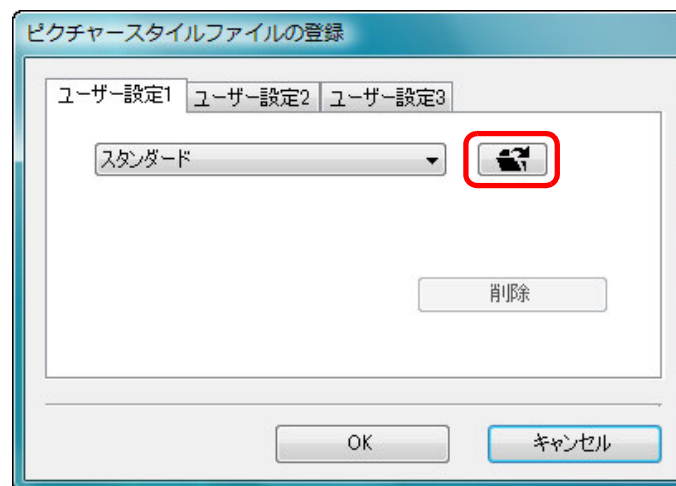 ピクチャースタイルファイルの登録
ユーザー設定1 ユーザー設定2 ユーザー設定3
スタンダード
削除
OK キャンセル